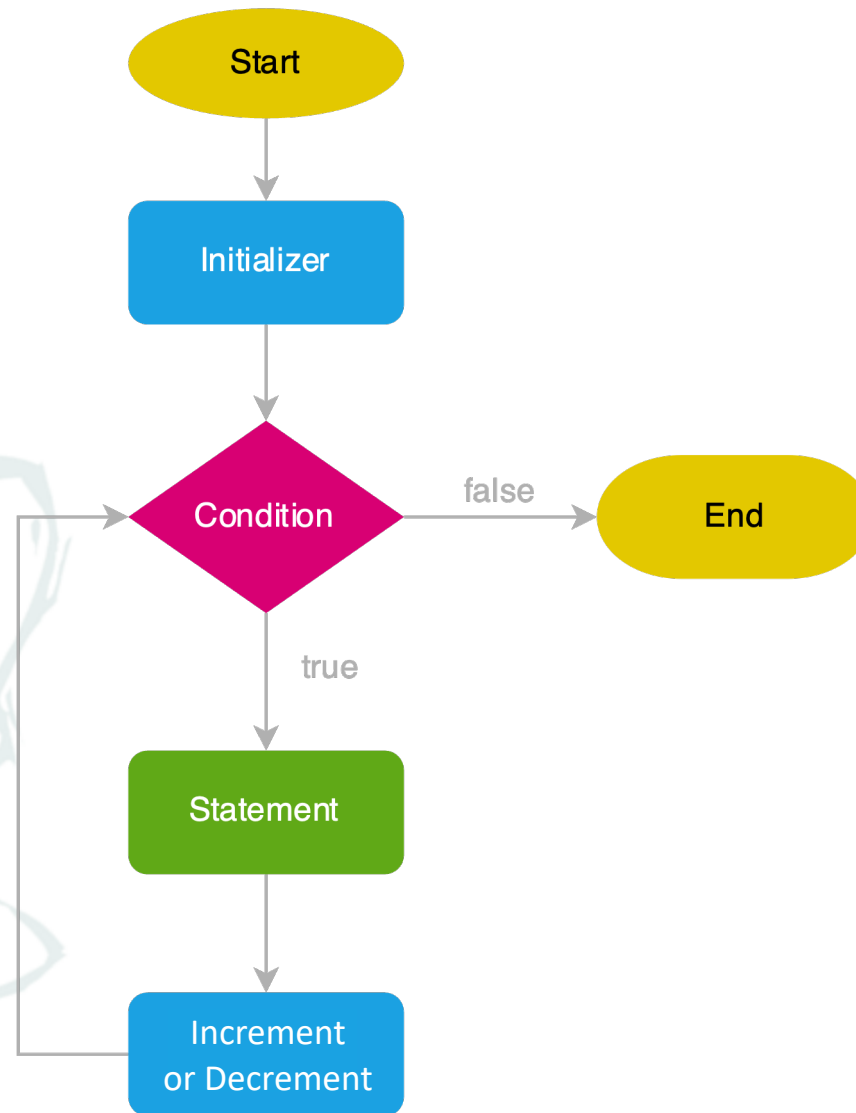 Start
Initializer
Condition
false
End
true
Statement
Increment
or Decrement